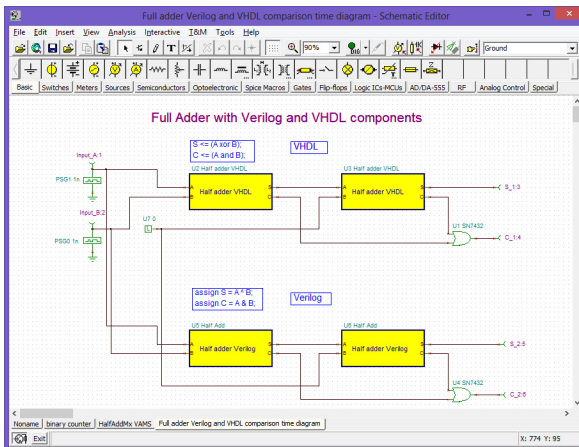 Full adder Verilog and VHDL comparison time diagram - Schematic Editor
File Edit Insert View Analysis Interactive T&M Tools Help
90% Ground
Basic Switches Meters Sources Semiconductors Optoelectronic Spice Macros Gates Flip-flops Logic ICs-MCUs AD/DA-555 RF Analog Control Special
Full Adder with Verilog and VHDL components
S <= (A xor B);
C <= (A and B);
VHDL
Input_A:1
PSG1 1n
Input_B:2
PSG0 1n
U7 0
L
U2 Half adder VHDL
A
B
Half adder VHDL
S
C
U3 Half adder VHDL
A
B
Half adder VHDL
S
C
S_1:3
U1 SN7432
C_1:4
assign S = A ^ B;
assign C = A & B;
Verilog
U5 Half Add
A
B
Half adder Verilog
S
C
U6 Half Add
A
B
Half adder Verilog
S
C
S_2:5
U4 SN7432
C_2:6
Noname binary counter HalfAddMx VAMS Full adder Verilog and VHDL comparison time diagram
Exit X: 774 Y: 95